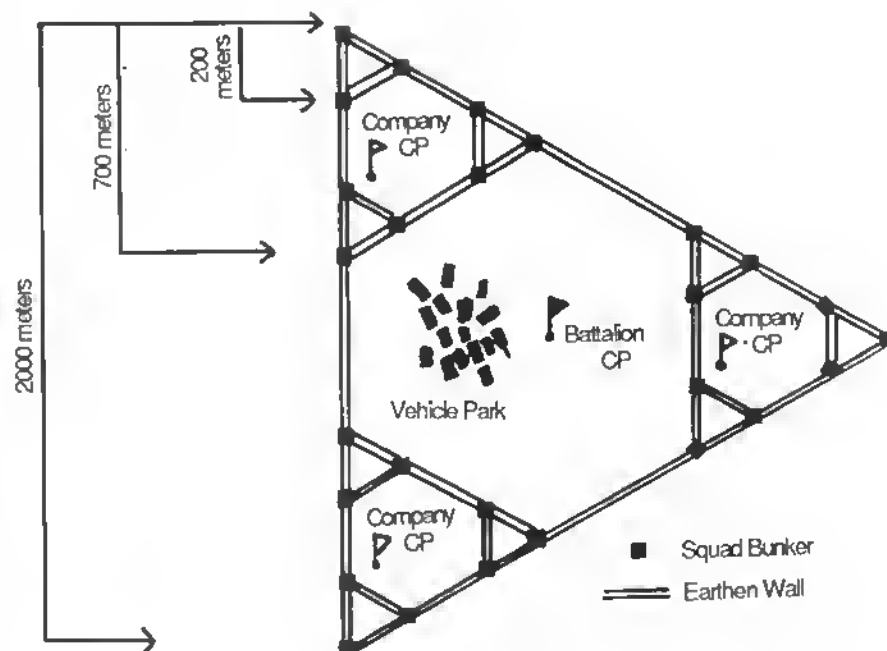 200
meters
700 meters
2000 meters
Company
CP
Company
CP
Battalion
CP
Vehicle Park
Company
CP
Squad Bunker
Earthen Wall